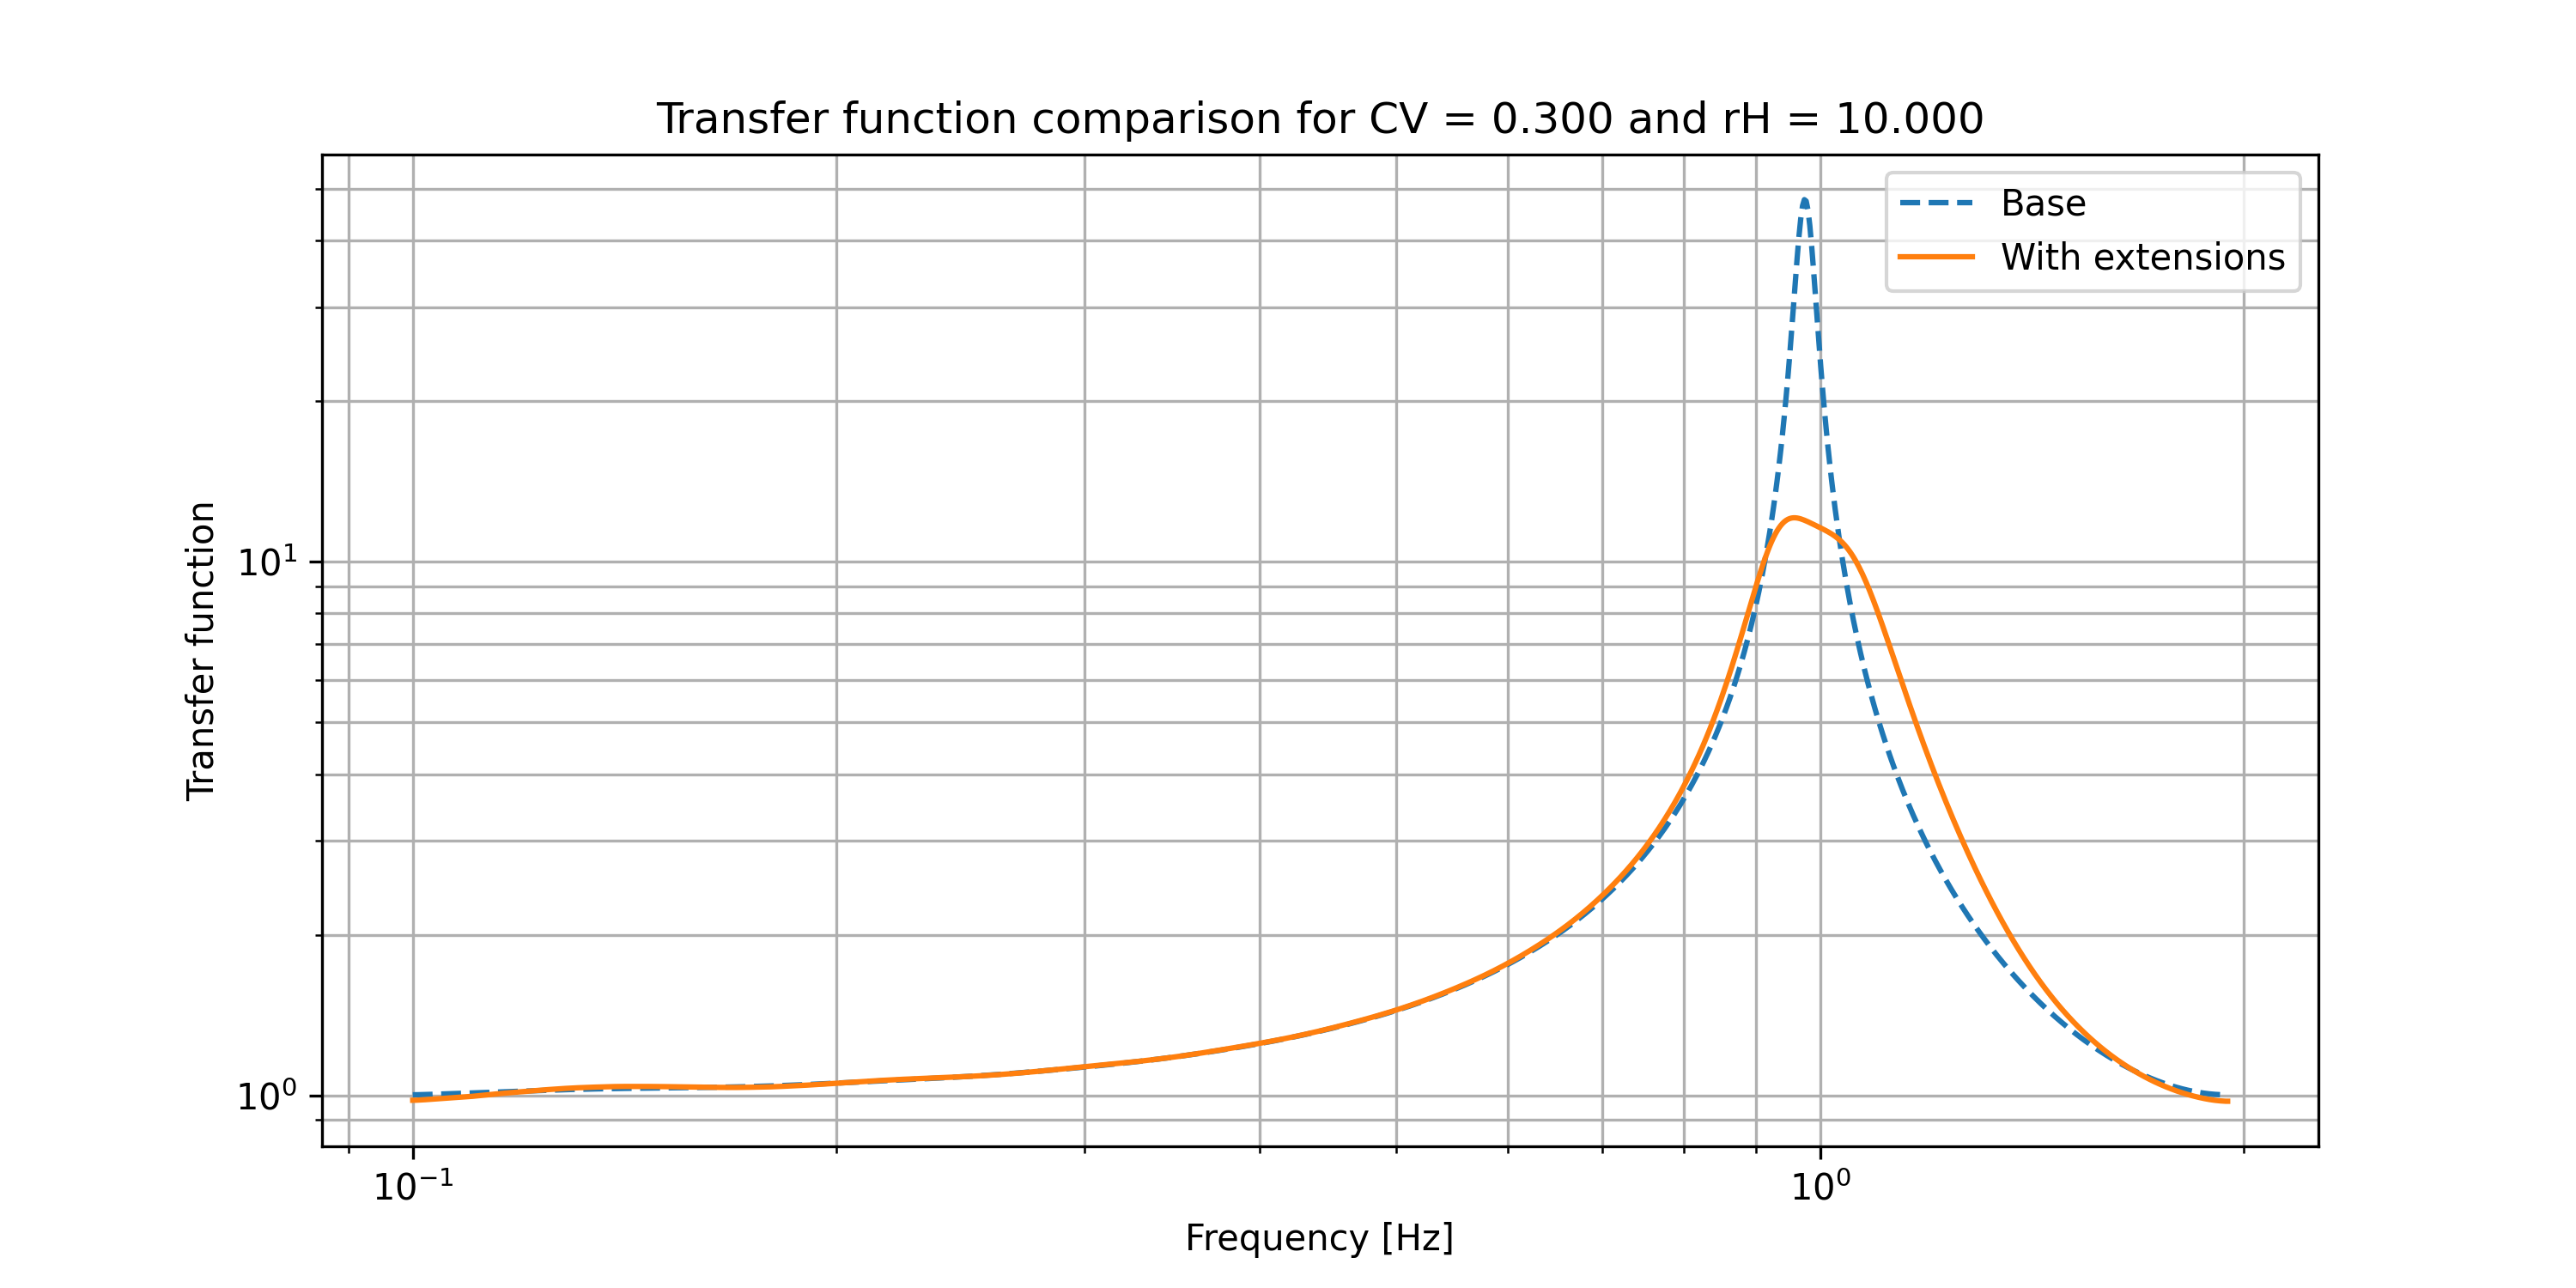 Transfer function comparison for CV = 0.300 and rH = 10.000
Base
With extensions
Transfer function
10¹
10⁰
10⁻¹
10⁰
Frequency [Hz]